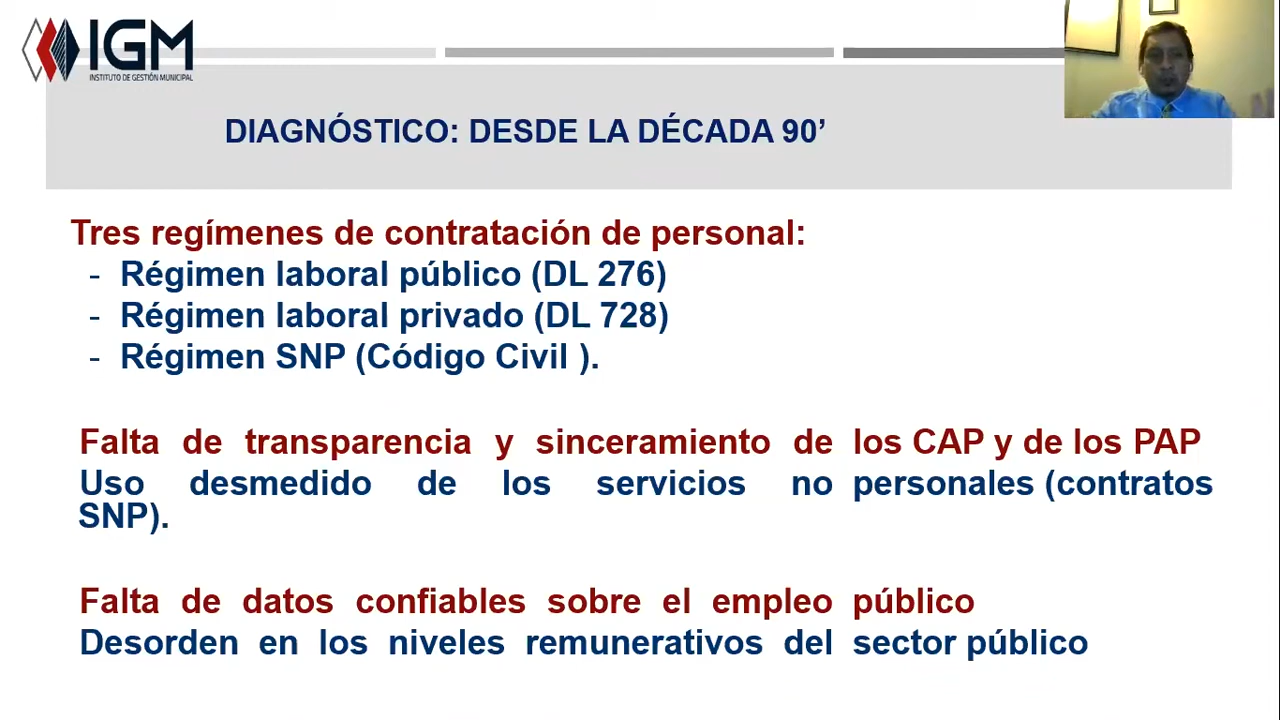 IGM
INSTITUTO DE GESTIÓN MUNICIPAL
DIAGNÓSTICO: DESDE LA DÉCADA 90’
Tres regímenes de contratación de personal:
- Régimen laboral público (DL 276)
- Régimen laboral privado (DL 728)
- Régimen SNP (Código Civil ).
Falta de transparencia y sinceramiento de los CAP y de los PAP
Uso desmedido de los servicios no personales (contratos
SNP).
Falta de datos confiables sobre el empleo público
Desorden en los niveles remunerativos del sector público